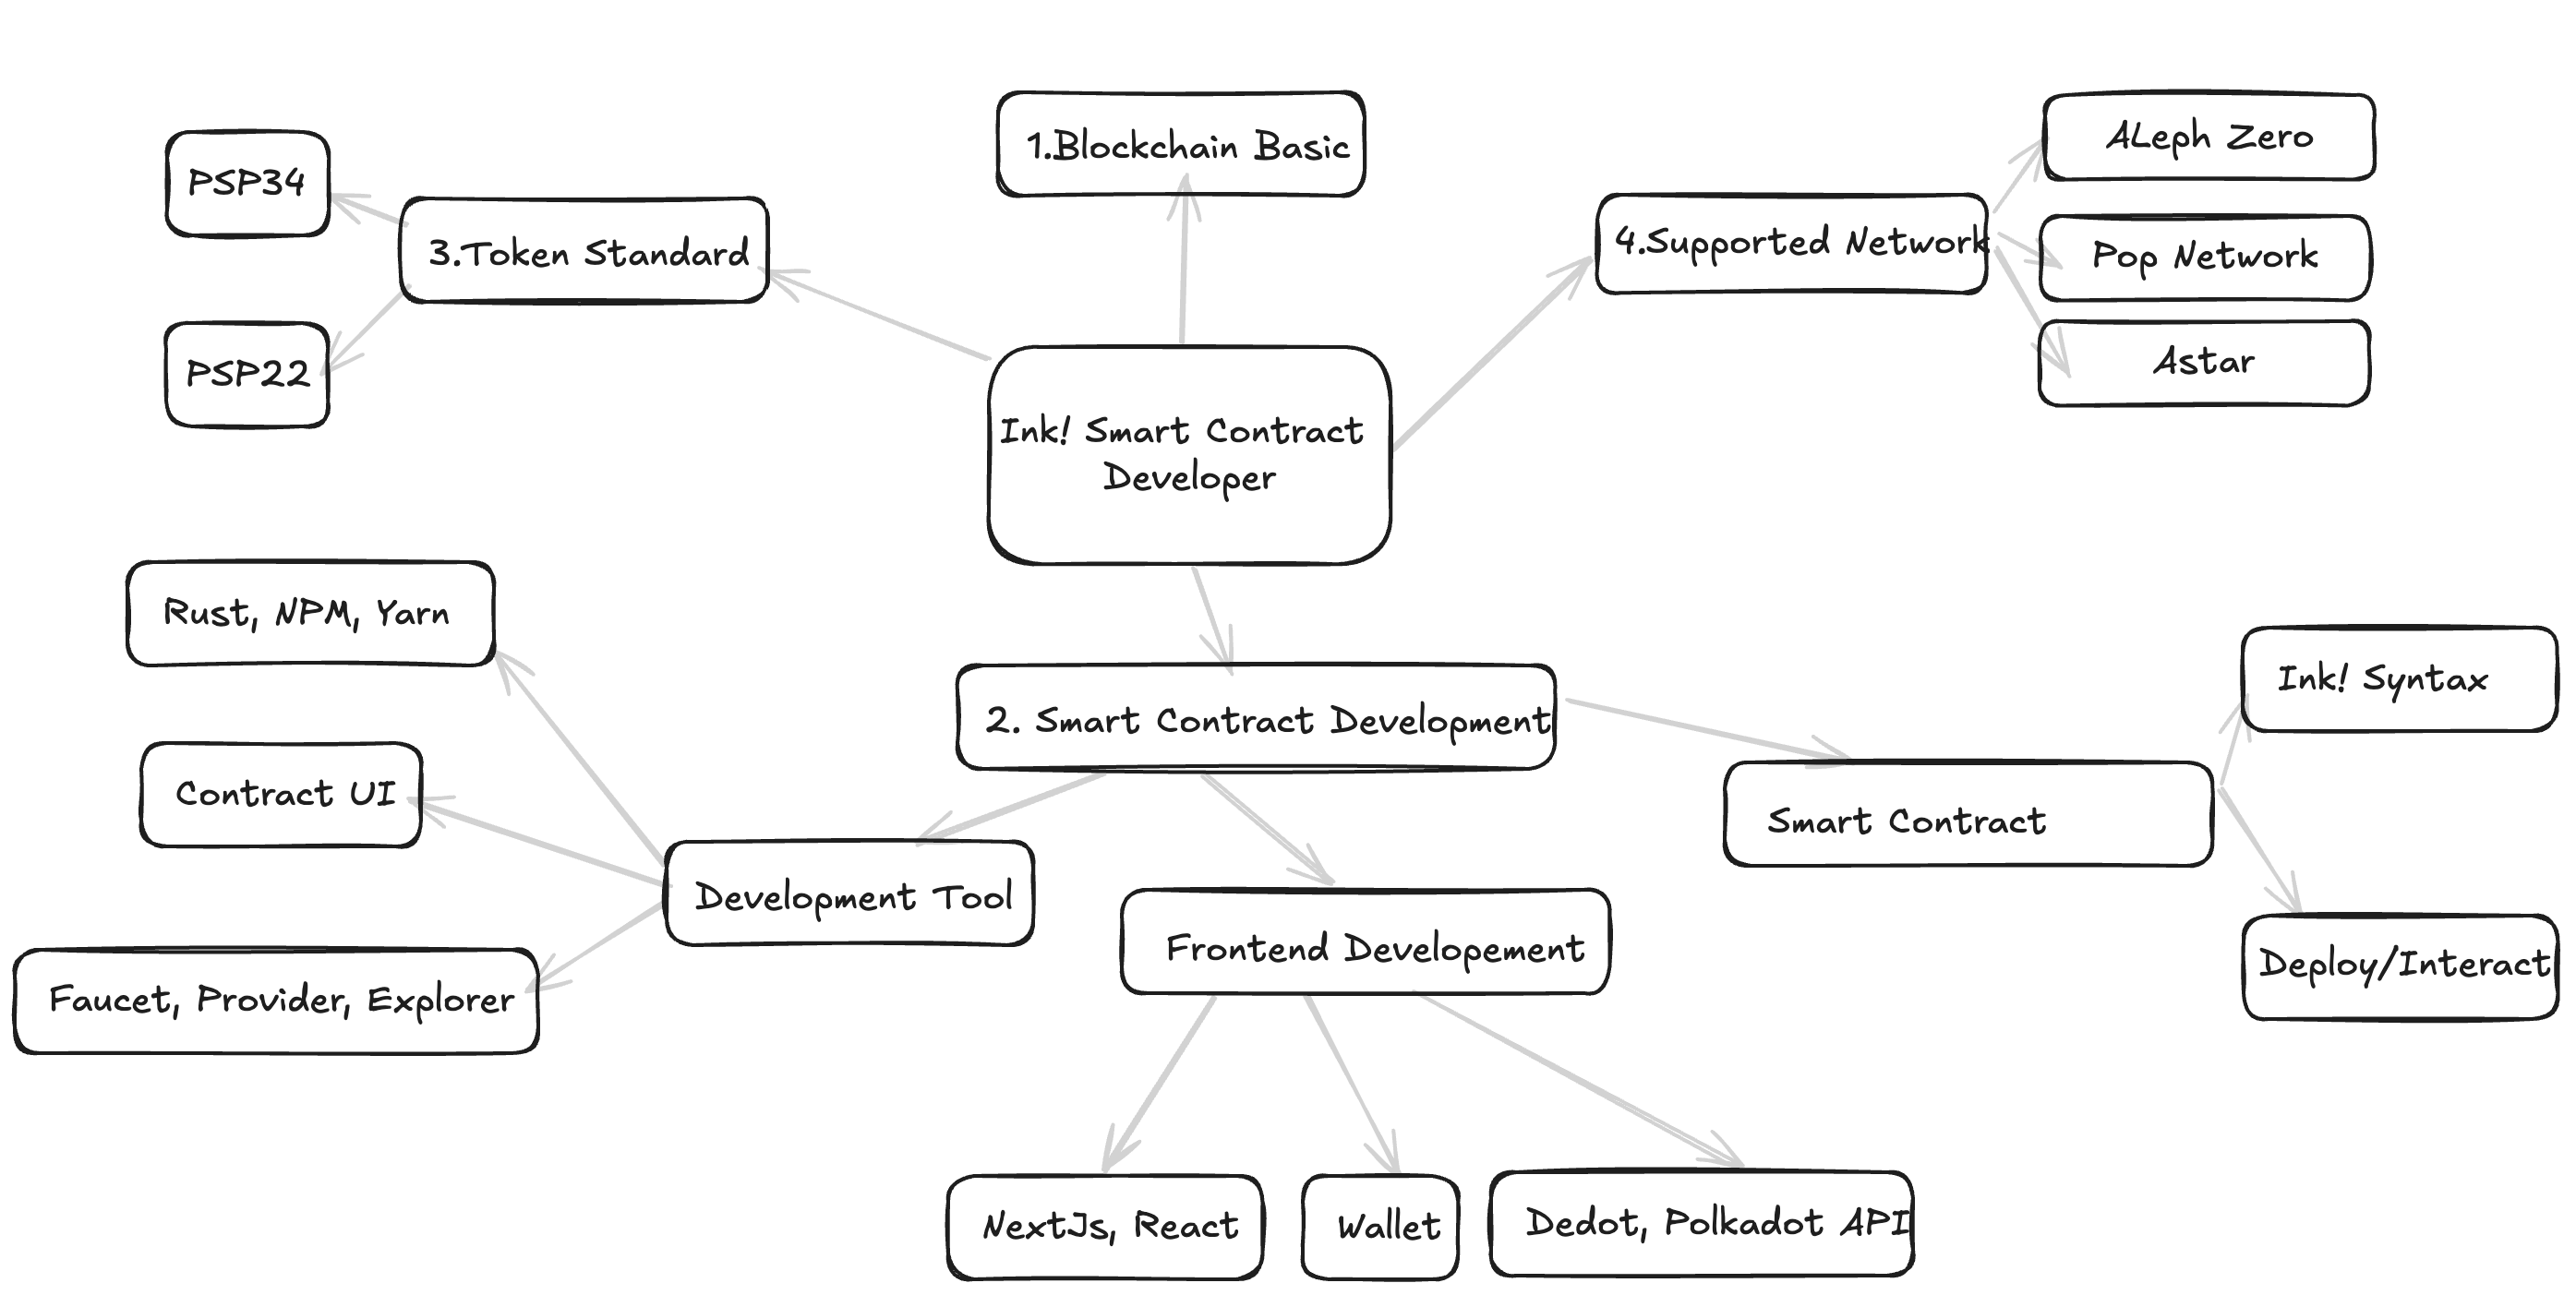 1.Blockchain Basic
ALeph Zero
PSP34
3.Token Standard
4.Supported Network
Pop Network
PSP22
Astar
Ink! Smart Contract
Developer
Rust, NPM, Yarn
Ink! Syntax
2. Smart Contract Development
Contract UI
Smart Contract
Development Tool
Frontend Developement
Deploy/Interact
Faucet, Provider, Explorer
NextJs, React
Wallet
Dedot, Polkadot API